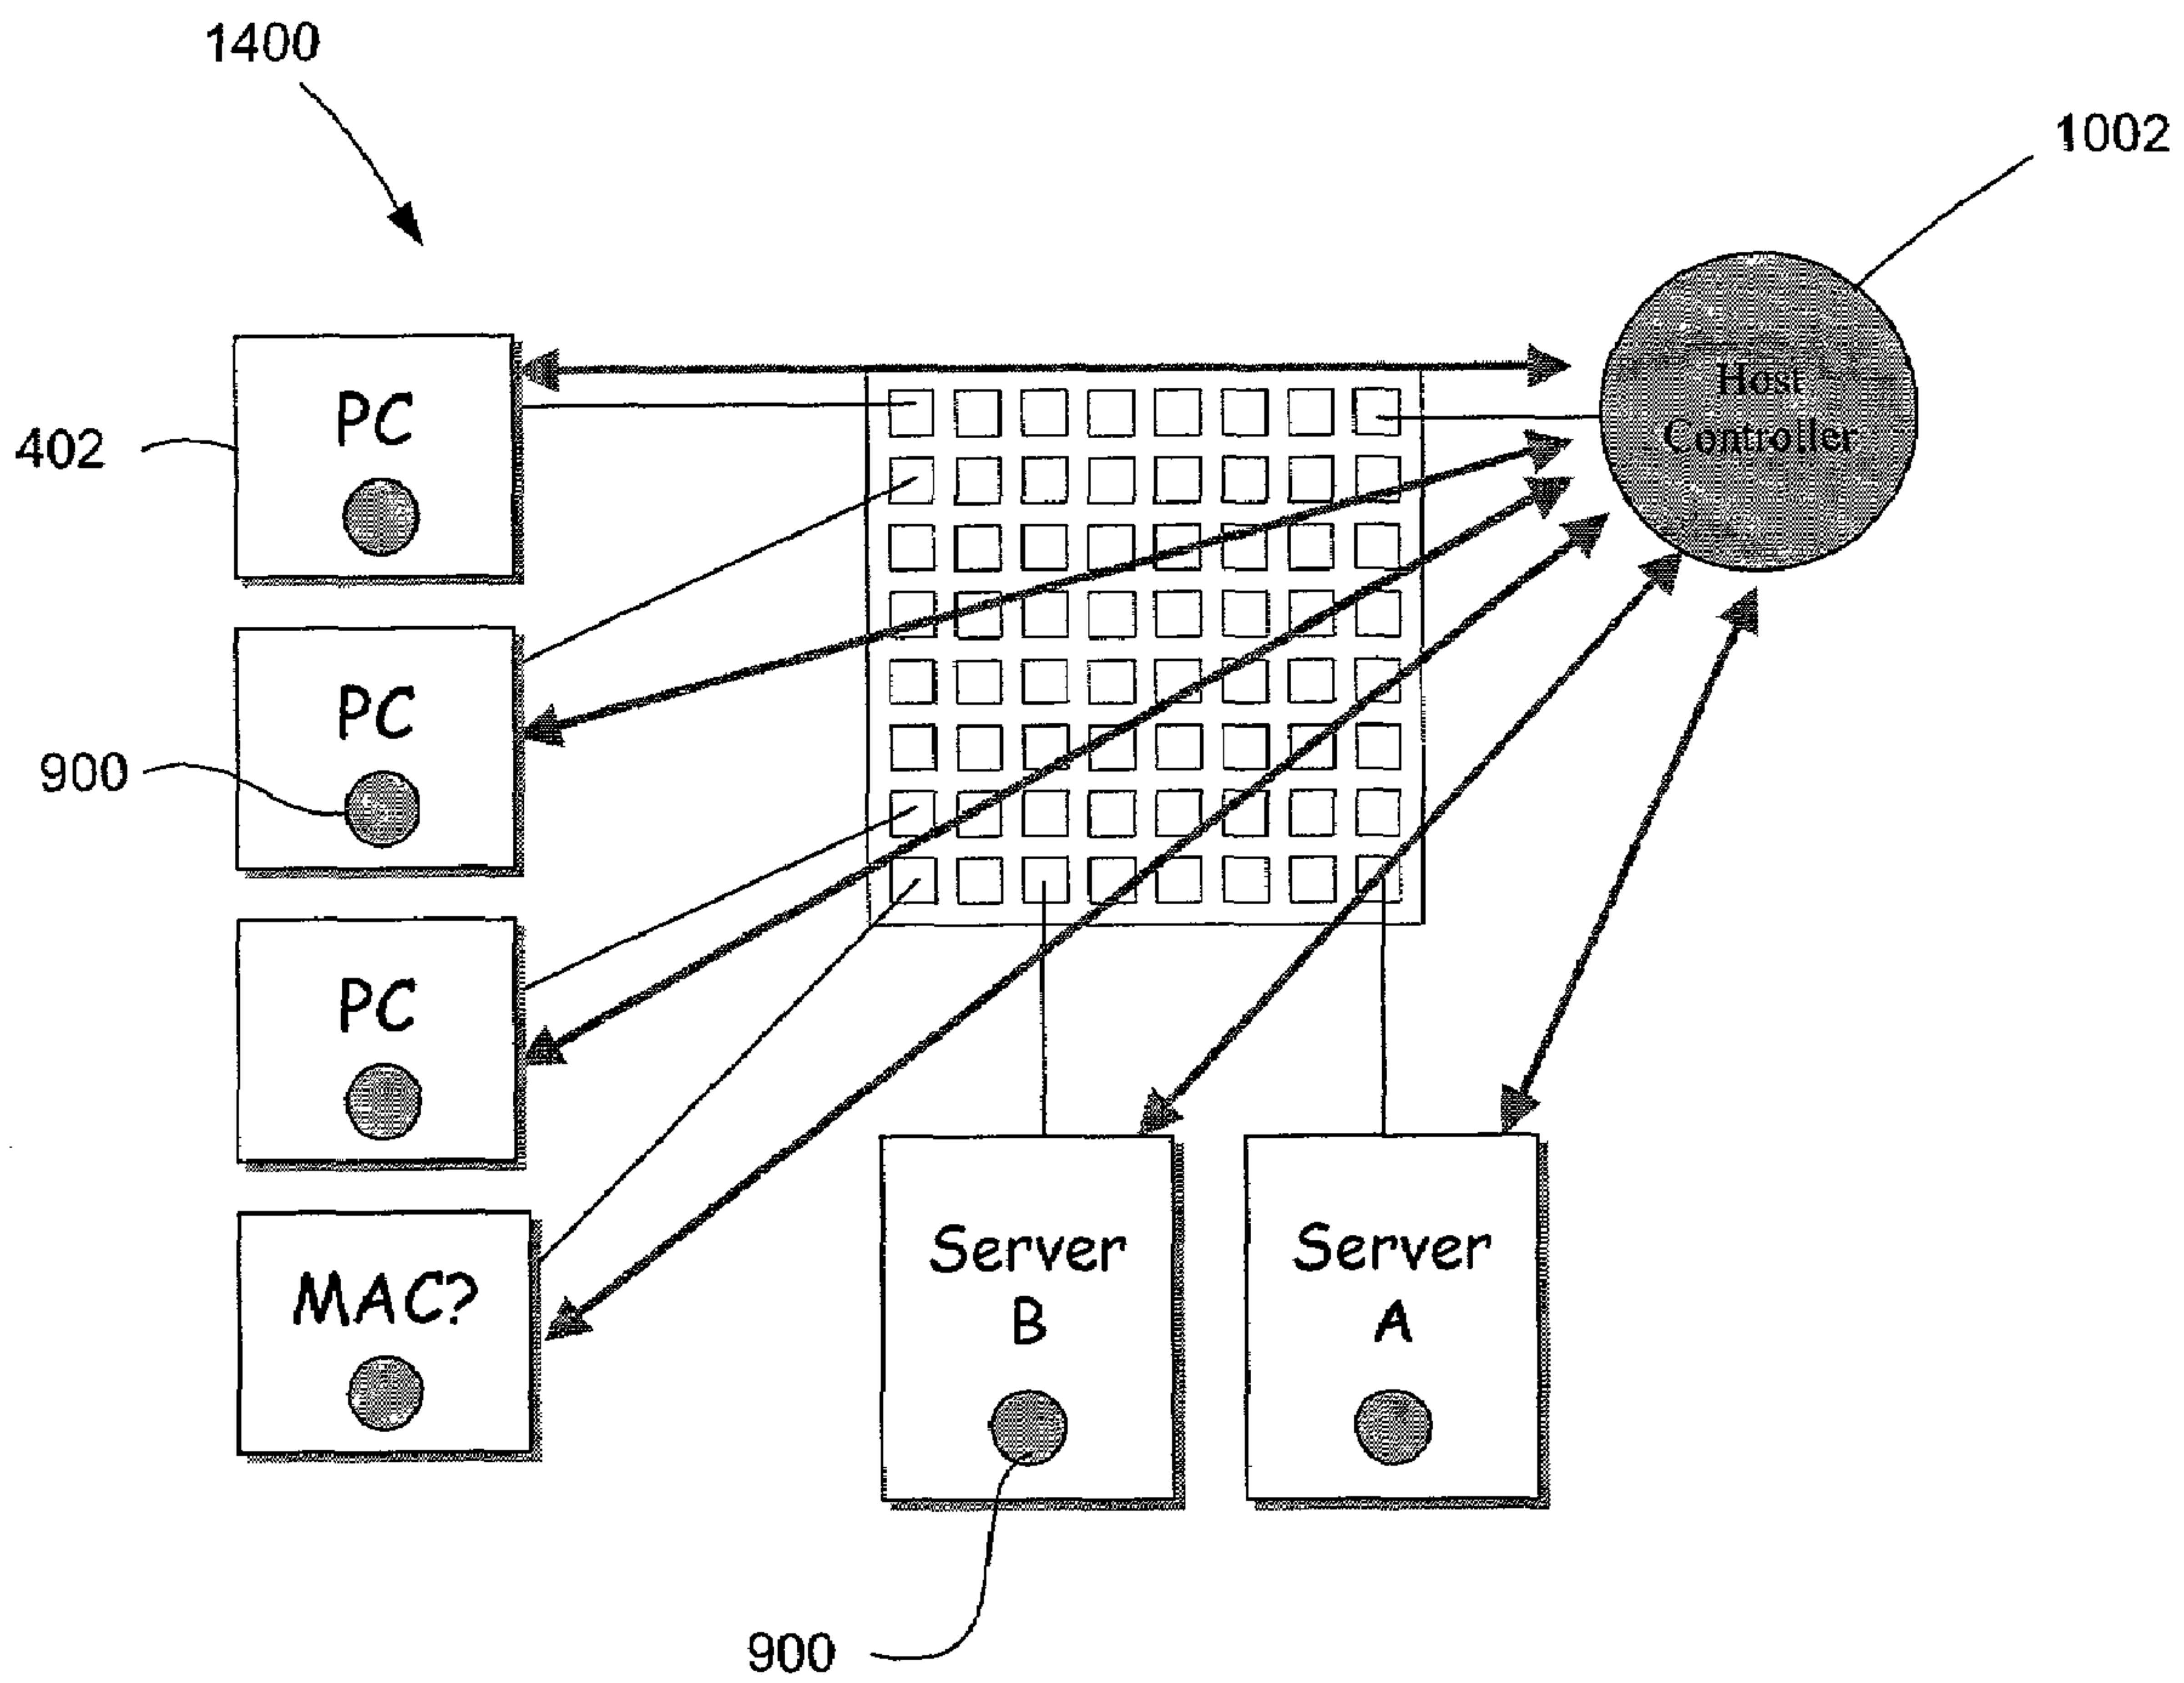 1400
1002
Host
Controller
PC
402
PC
900
PC
MAC?
Server
B
Server
A
900